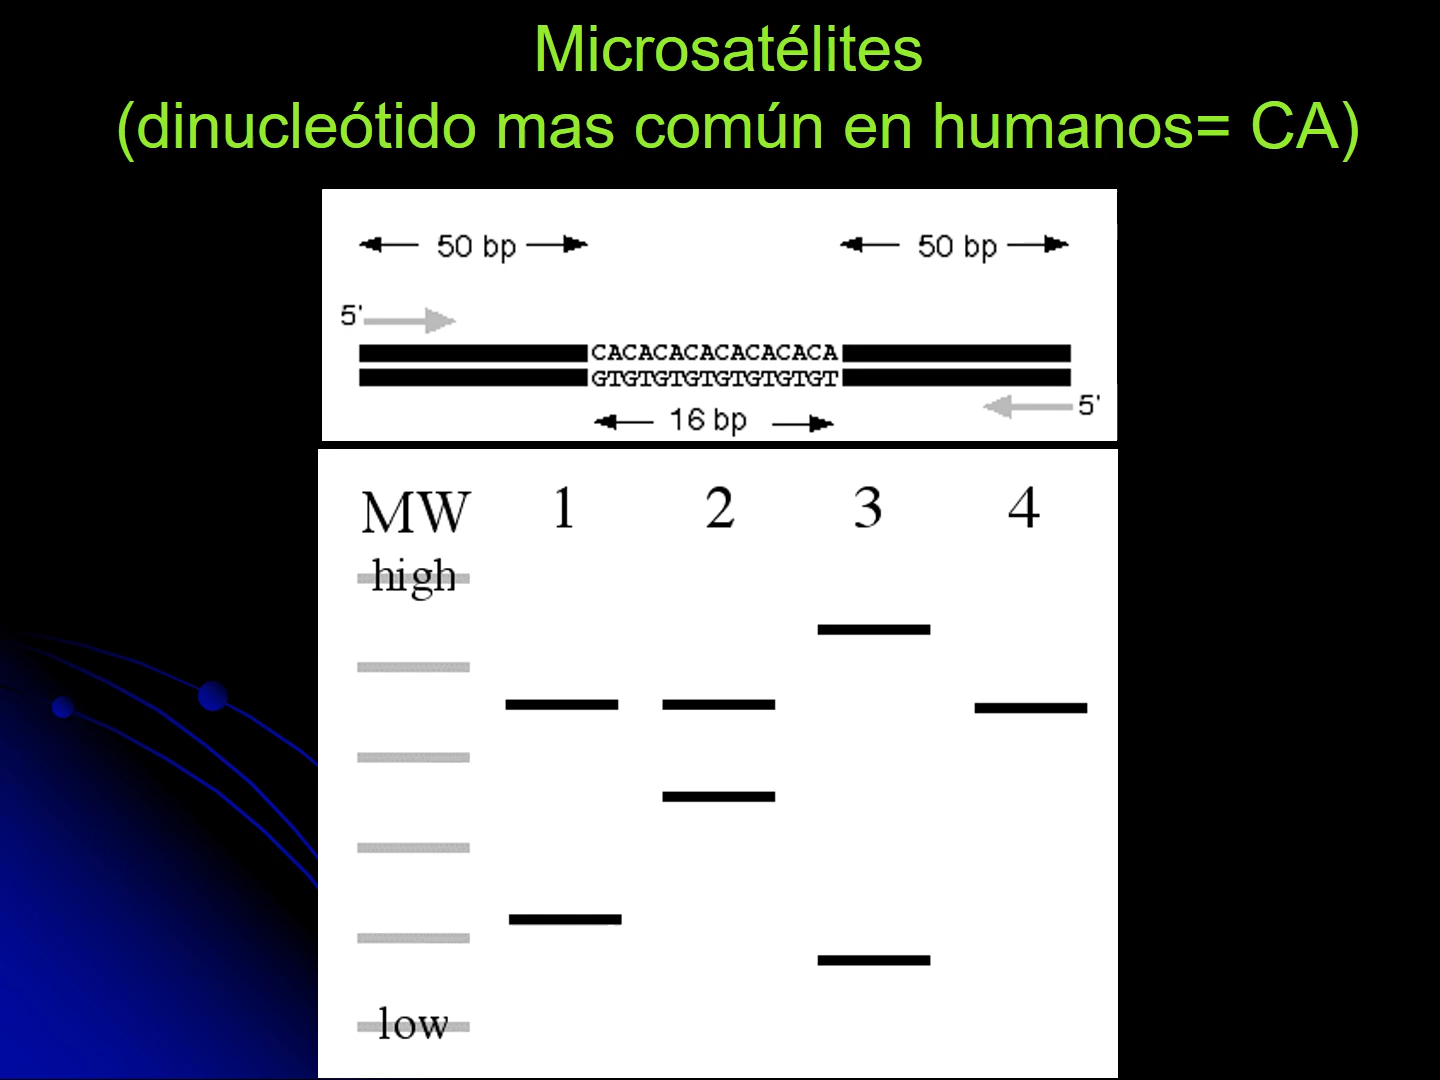 Microsatélites
(dinucleótido mas común en humanos= CA)
50 bp 50 bp
5'
CACACACACACACACA
GTGTGTGTGTGTGTGT
5'
16 bp
MW 1 2 3 4
high
low